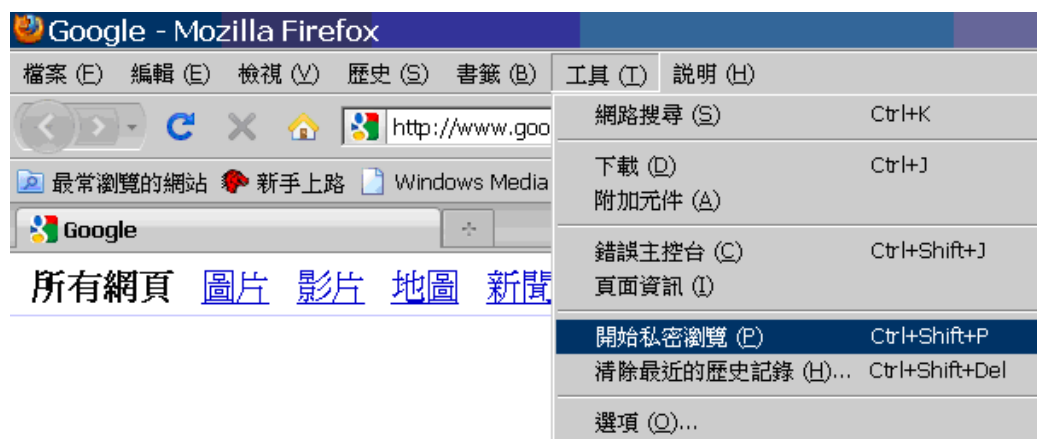 Google - Mozilla Firefox
檔案 (F) 編輯 (E) 檢視 (V) 歷史 (S) 書籤 (B) 工具 (T) 說明 (H)
http://www.goo
最常瀏覽的網站 新手上路 Windows Media
Google
所有網頁 圖片 影片 地圖 新聞
網路搜尋 (S) Ctrl+K
下載 (D) Ctrl+J
附加元件 (A)
錯誤主控台 (C) Ctrl+Shift+J
頁面資訊 (I)
開始私密瀏覽 (P) Ctrl+Shift+P
清除最近的歷史記錄 (H)... Ctrl+Shift+Del
選項 (O)...